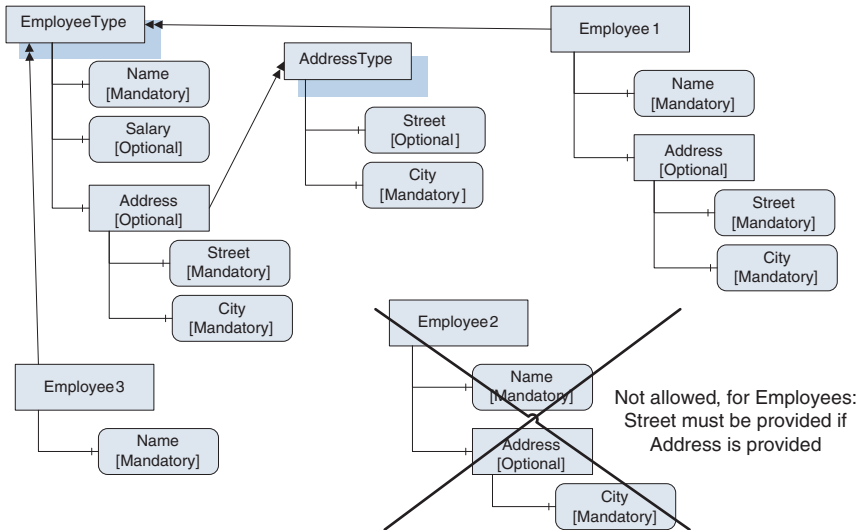 EmployeeType
Name
[Mandatory]
Salary
[Optional]
Address
[Optional]
Street
[Mandatory]
City
[Mandatory]
AddressType
Street
[Optional]
City
[Mandatory]
Employee1
Name
[Mandatory]
Address
[Optional]
Street
[Mandatory]
City
[Mandatory]
Employee3
Name
[Mandatory]
Employee2
Name
[Mandatory]
Address
[Optional]
City
[Mandatory]
Not allowed, for Employees:
Street must be provided if
Address is provided